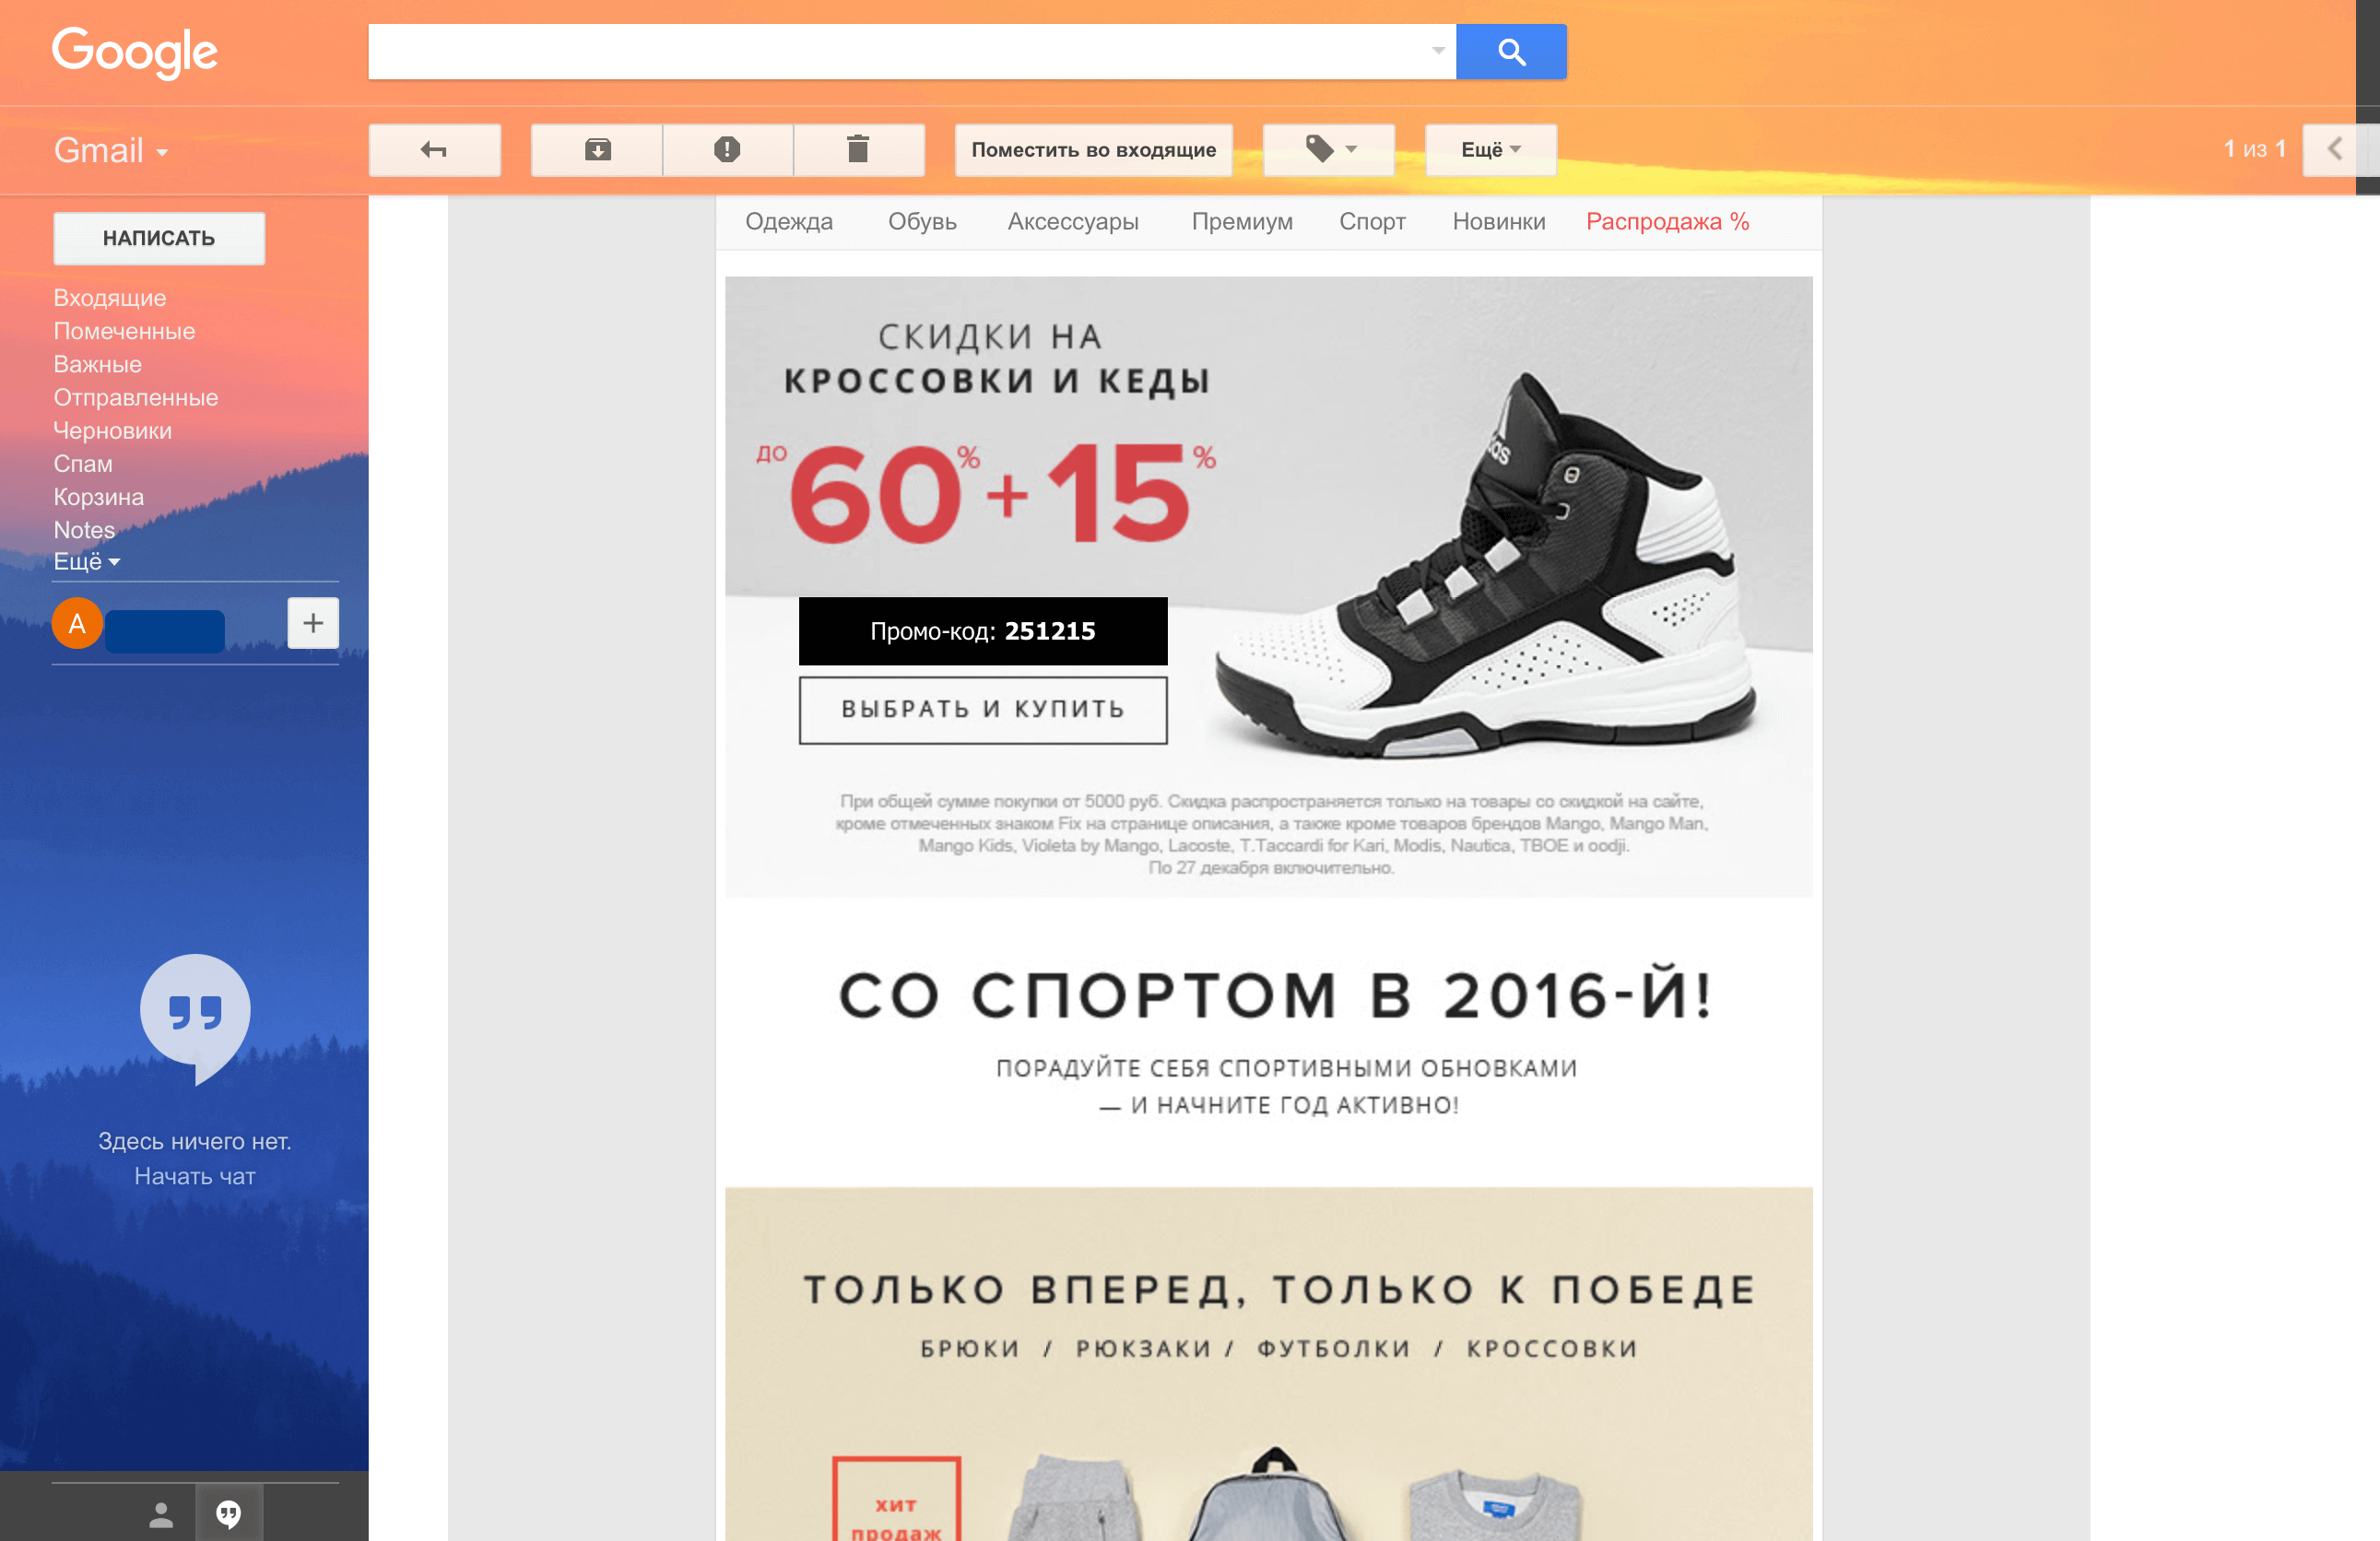 Google
Gmail
Поместить во входящие
Ещё
1 из 1
НАПИСАТЬ
Входящие
Помеченные
Важные
Отправленные
Черновики
Спам
Корзина
Notes
Ещё
A
Здесь ничего нет.
Начать чат
Одежда Обувь Аксессуары Премиум Спорт Новинки Распродажа %
СКИДКИ НА
КРОССОВКИ И КЕДЫ
ДО 60% + 15%
Промо-код: 251215
ВЫБРАТЬ И КУПИТЬ
При общей сумме покупки от 5000 руб. Скидка распространяется только на товары со скидкой на сайте,
кроме отмеченных знаком Fix на странице описания, а также кроме товаров брендов Mango, Mango Man,
Mango Kids, Violeta by Mango, Lacoste, T.Taccardi for Kari, Modis, Nautica, ТВОЕ и oodji.
По 27 декабря включительно.
СО СПОРТОМ В 2016-Й!
ПОРАДУЙТЕ СЕБЯ СПОРТИВНЫМИ ОБНОВКАМИ
— И НАЧНИТЕ ГОД АКТИВНО!
ТОЛЬКО ВПЕРЕД, ТОЛЬКО К ПОБЕДЕ
БРЮКИ / РЮКЗАКИ / ФУТБОЛКИ / КРОССОВКИ
хит
продаж